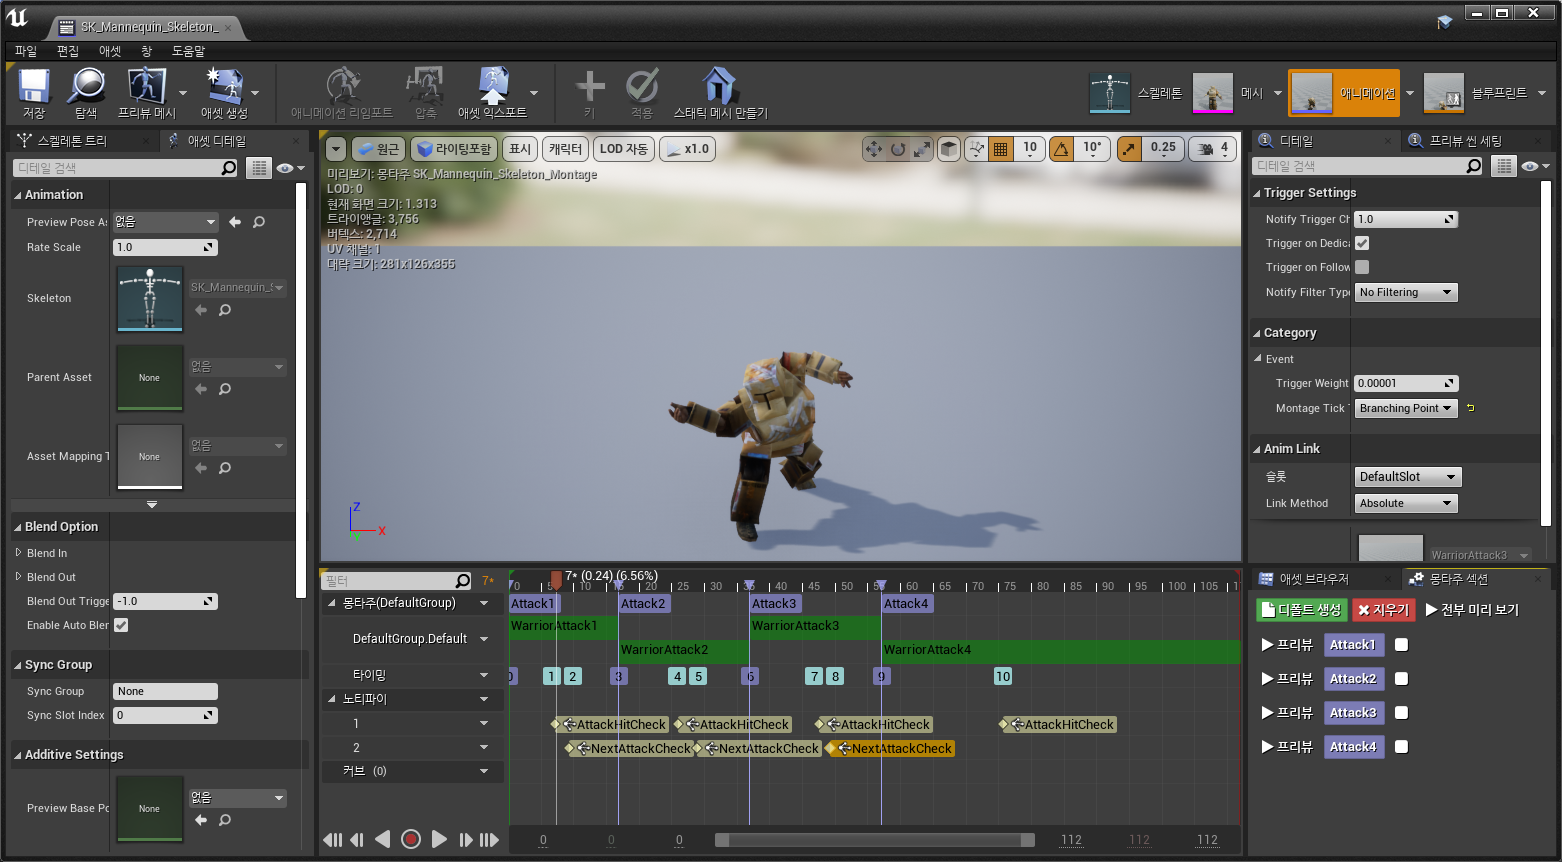 SK_Mannequin_Skeleton_
파일 편집 애셋 창 도움말
저장 탐색 프리뷰 메시 애셋 생성 애니메이션 리임포트 압축 애셋 익스포트 키 적용 스태틱 메시 만들기
스켈레톤 메시 애니메이션 블루프린트
스켈레톤 트리 애셋 디테일
디테일 검색
Animation
Preview Pose As 없음
Rate Scale 1.0
Skeleton SK_Mannequin_S
Parent Asset None 없음
Asset Mapping T None 없음
Blend Option
Blend In
Blend Out
Blend Out Trigge -1.0
Enable Auto Blen
Sync Group
Sync Group None
Sync Slot Index 0
Additive Settings
Preview Base Po None 없음
원근 라이팅포함 표시 캐릭터 LOD 자동 x1.0 10 10° 0.25 4
미리보기: 몽타주 SK_Mannequin_Skeleton_Montage
LOD: 0
현재 화면 크기: 1.313
트라이앵글: 3,756
버텍스: 2,714
UV 채널: 1
대략 크기: 281x126x355
Z
X
Y
필터 7*
7* (0.24) (6.56%)
0 5 10 15 25 30 35 40 45 50 55 60 65 70 75 80 85 90 95 100 105 11
몽타주(DefaultGroup) Attack1 Attack2 Attack3 Attack4
WarriorAttack1 WarriorAttack3
DefaultGroup.Default
WarriorAttack2 WarriorAttack4
타이밍 0 1 2 3 4 5 6 7 8 9 10
노티파이
1 AttackHitCheck AttackHitCheck AttackHitCheck AttackHitCheck
2 NextAttackCheck NextAttackCheck NextAttackCheck
커브 (0)
0 0 0 112 112 112
디테일 프리뷰 씬 세팅
디테일 검색
Trigger Settings
Notify Trigger Ch 1.0
Trigger on Dedica
Trigger on Follow
Notify Filter Type No Filtering
Category
Event
Trigger Weight 0.00001
Montage Tick T Branching Point
Anim Link
슬롯 DefaultSlot
Link Method Absolute
WarriorAttack3
애셋 브라우저 몽타주 섹션
디폴트 생성 지우기 전부 미리 보기
프리뷰 Attack1
프리뷰 Attack2
프리뷰 Attack3
프리뷰 Attack4